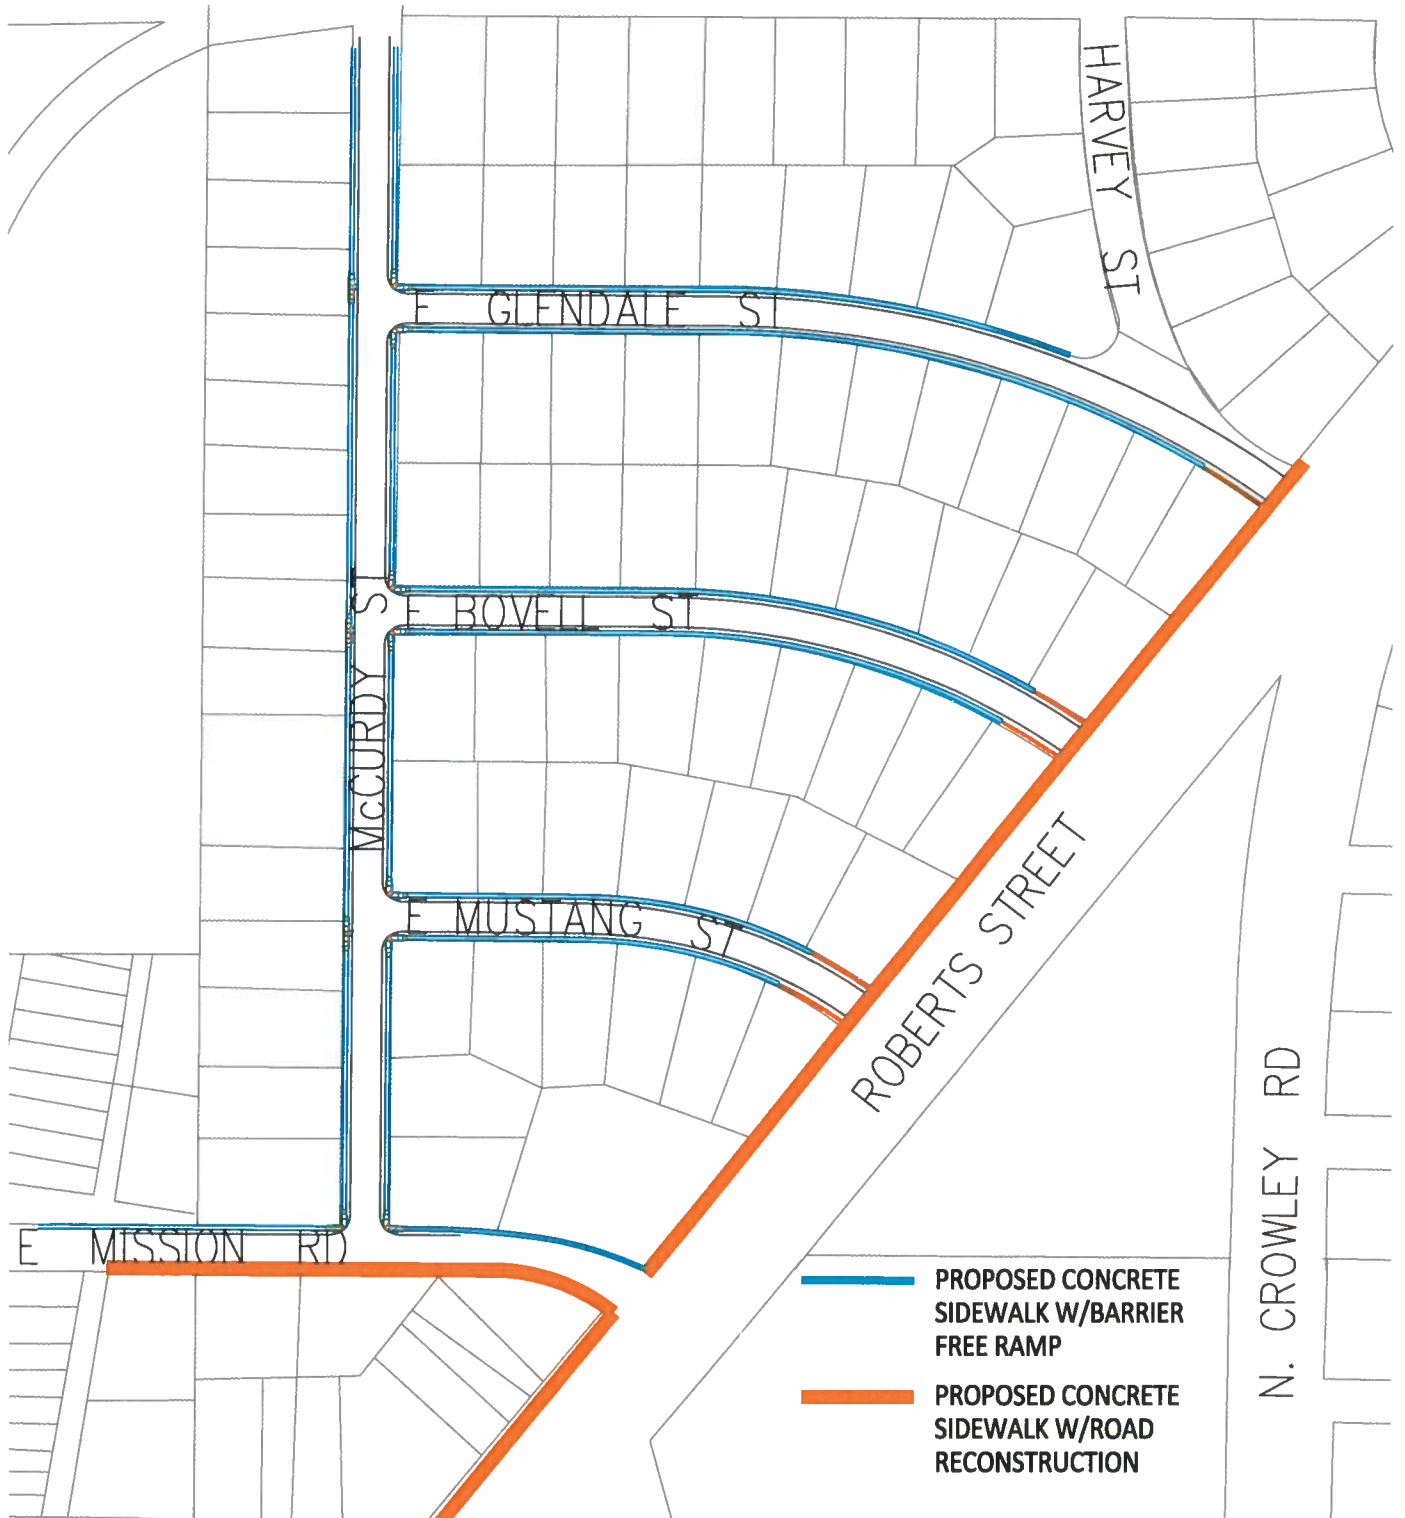 HARVEY ST
E GLENDALE ST
E BOVELL ST
McCURDY ST
E MUSTANG ST
ROBERTS STREET
N. CROWLEY RD
E MISSION RD
PROPOSED CONCRETE
SIDEWALK W/BARRIER
FREE RAMP
PROPOSED CONCRETE
SIDEWALK W/ROAD
RECONSTRUCTION